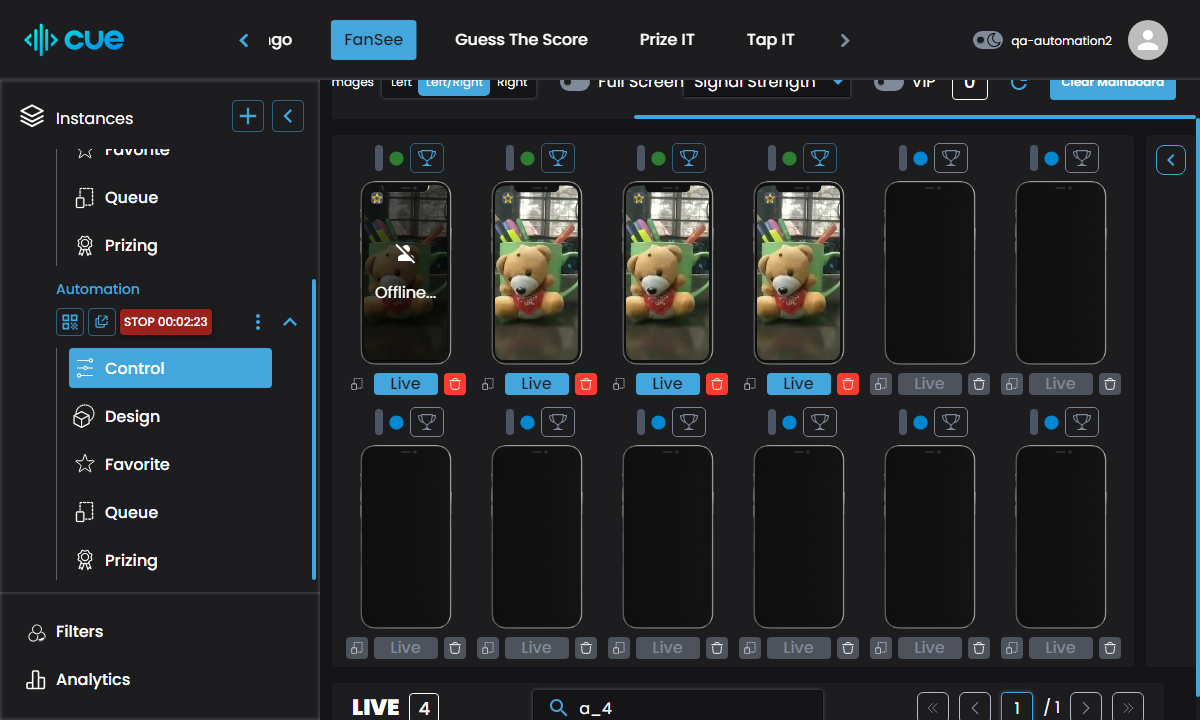 cue
ngo FanSee Guess The Score Prize IT Tap IT
qa-automation2
mages Left Left/Right Right Full Screen Signal Strength VIP 0 Clear Mainboard
Instances
Favorite
Queue
Prizing
Automation
STOP 00:02:23
Control
Design
Favorite
Queue
Prizing
Filters
Analytics
Offline...
Live Live Live Live Live Live
Live Live Live Live Live Live
LIVE 4
a_4
1 / 1